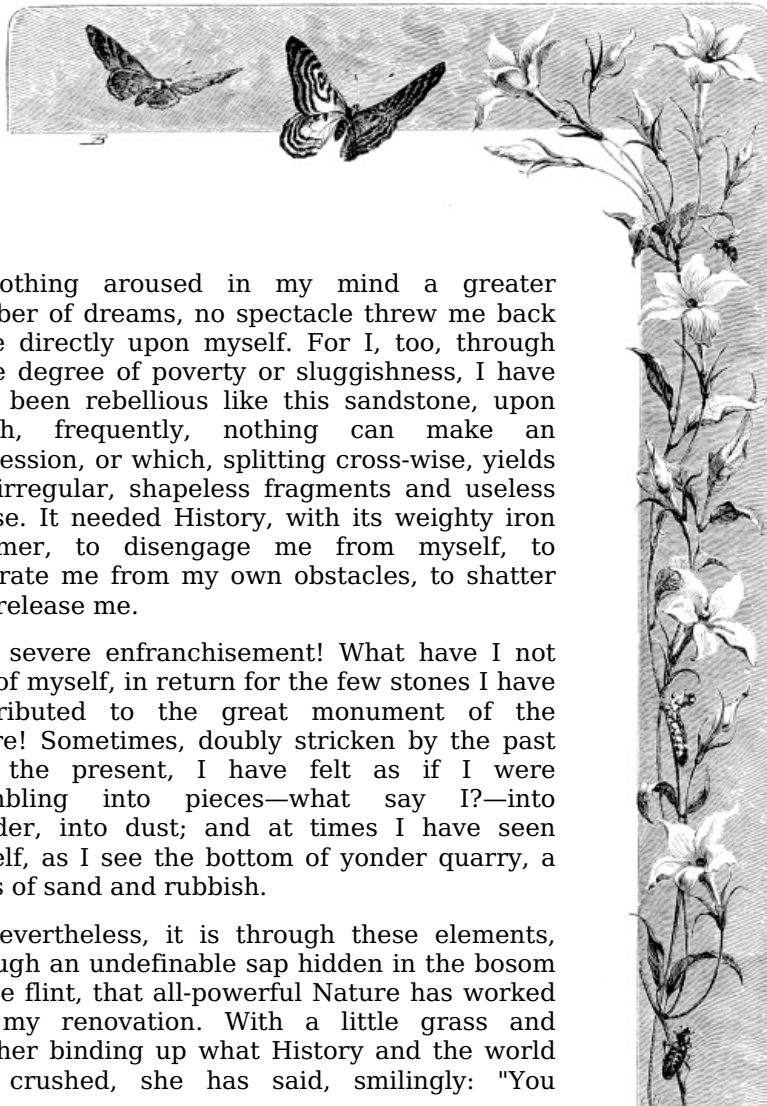 othing aroused in my mind a greater
ber of dreams, no spectacle threw me back
e directly upon myself. For I, too, through
e degree of poverty or sluggishness, I have
been rebellious like this sandstone, upon
h, frequently, nothing can make an
ession, or which, splitting cross-wise, yields
irregular, shapeless fragments and useless
se. It needed History, with its weighty iron
mer, to disengage me from myself, to
rate me from my own obstacles, to shatter
release me.
severe enfranchisement! What have I not
of myself, in return for the few stones I have
ributed to the great monument of the
re! Sometimes, doubly stricken by the past
the present, I have felt as if I were
mbling into pieces—what say I?—into
der, into dust; and at times I have seen
elf, as I see the bottom of yonder quarry, a
s of sand and rubbish.
evertheless, it is through these elements,
ugh an undefinable sap hidden in the bosom
e flint, that all-powerful Nature has worked
my renovation. With a little grass and
her binding up what History and the world
crushed, she has said, smilingly: "You